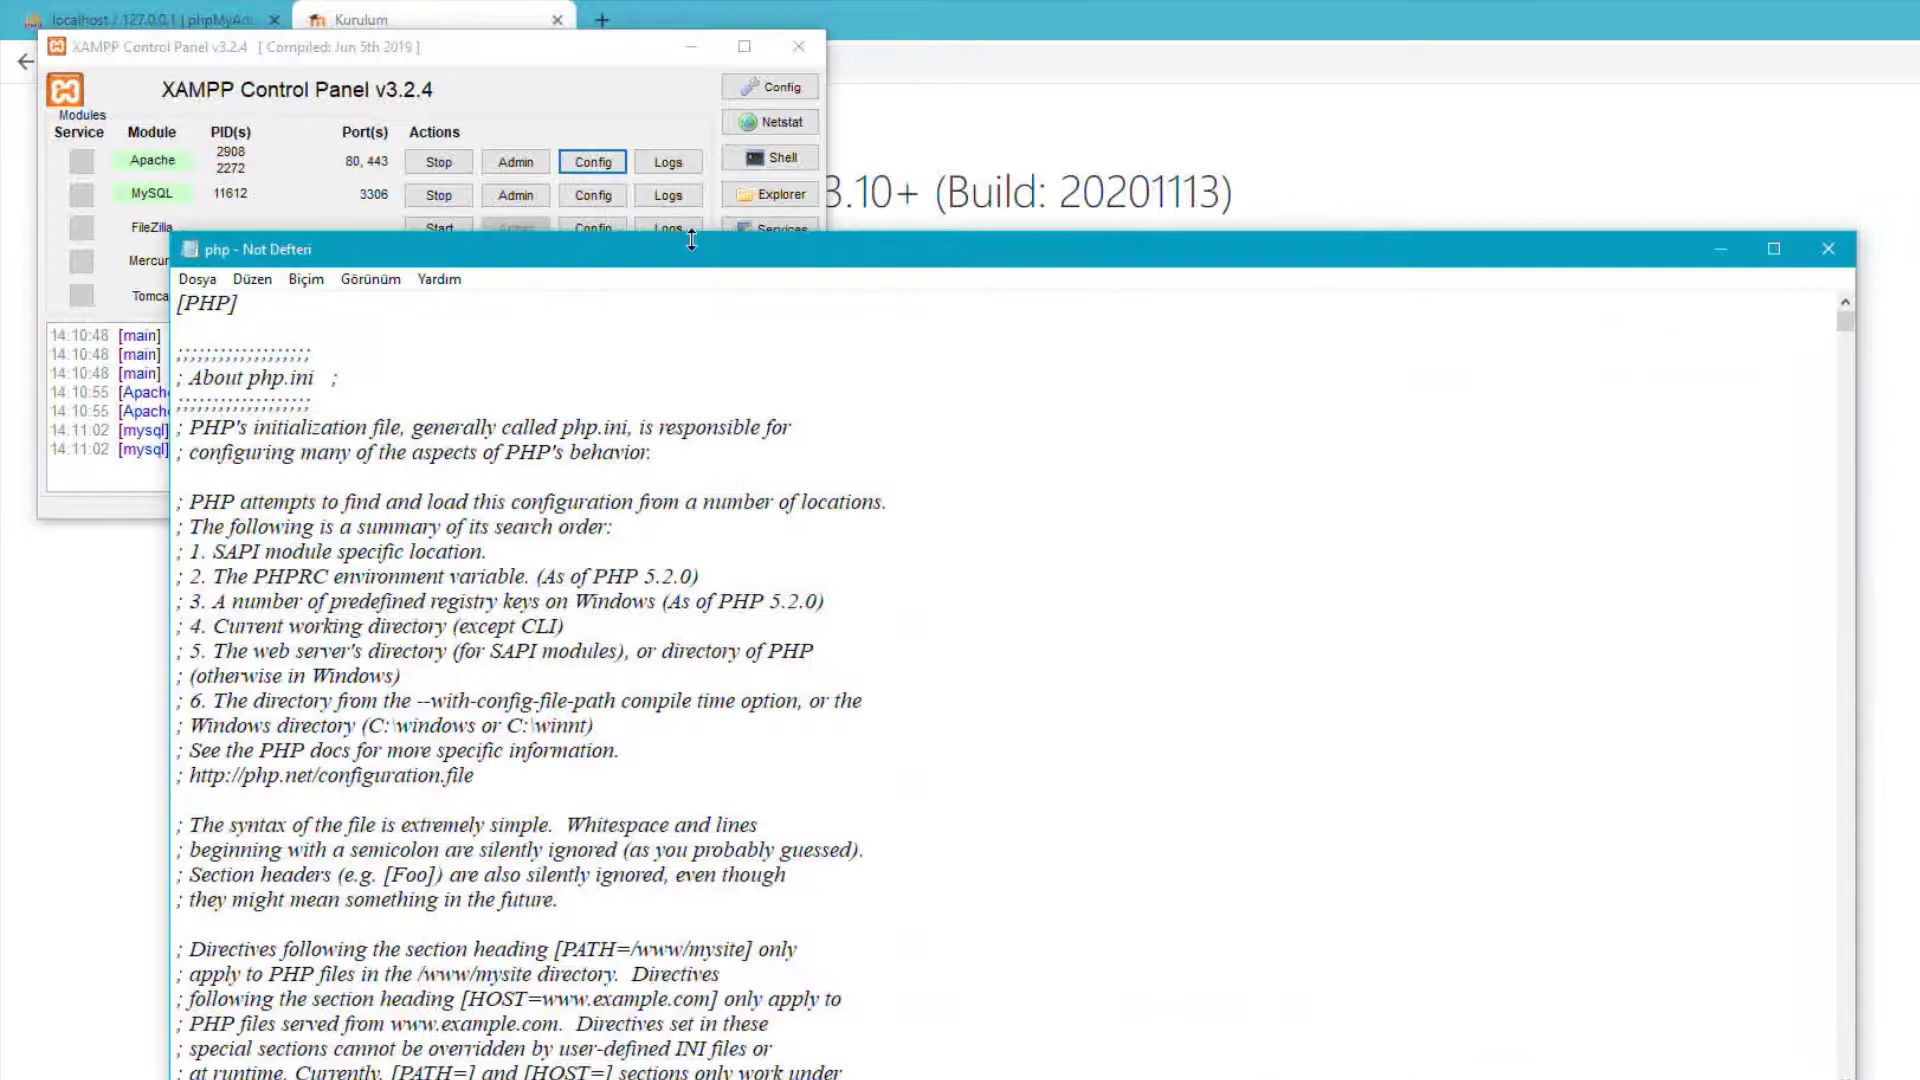 localhost / 127.0.0.1 | phpMyAd
Kurulum
XAMPP Control Panel v3.2.4 [ Compiled: Jun 5th 2019 ]
XAMPP Control Panel v3.2.4
Config
Modules
Service Module PID(s) Port(s) Actions
Netstat
Apache 2908 2272 80, 443 Stop Admin Config Logs
Shell
MySQL 11612 3306 Stop Admin Config Logs
Explorer
3.10+ (Build: 20201113)
FileZilla Start Admin Config Logs
Services
Mercur
Tomca
14:10:48 [main]
14:10:48 [main]
14:10:48 [main]
14:10:55 [Apach
14:10:55 [Apach
14:11:02 [mysql]
14:11:02 [mysql]
php - Not Defteri
Dosya Düzen Biçim Görünüm Yardım
[PHP]
;;;;;;;;;;;;;;;;;;;
; About php.ini ;
;;;;;;;;;;;;;;;;;;;
; PHP's initialization file, generally called php.ini, is responsible for
; configuring many of the aspects of PHP's behavior.
; PHP attempts to find and load this configuration from a number of locations.
; The following is a summary of its search order:
; 1. SAPI module specific location.
; 2. The PHPRC environment variable. (As of PHP 5.2.0)
; 3. A number of predefined registry keys on Windows (As of PHP 5.2.0)
; 4. Current working directory (except CLI)
; 5. The web server's directory (for SAPI modules), or directory of PHP
; (otherwise in Windows)
; 6. The directory from the --with-config-file-path compile time option, or the
; Windows directory (C:\windows or C:\winnt)
; See the PHP docs for more specific information.
; http://php.net/configuration.file
; The syntax of the file is extremely simple. Whitespace and lines
; beginning with a semicolon are silently ignored (as you probably guessed).
; Section headers (e.g. [Foo]) are also silently ignored, even though
; they might mean something in the future.
; Directives following the section heading [PATH=/www/mysite] only
; apply to PHP files in the /www/mysite directory. Directives
; following the section heading [HOST=www.example.com] only apply to
; PHP files served from www.example.com. Directives set in these
; special sections cannot be overridden by user-defined INI files or
; at runtime. Currently, [PATH=] and [HOST=] sections only work under